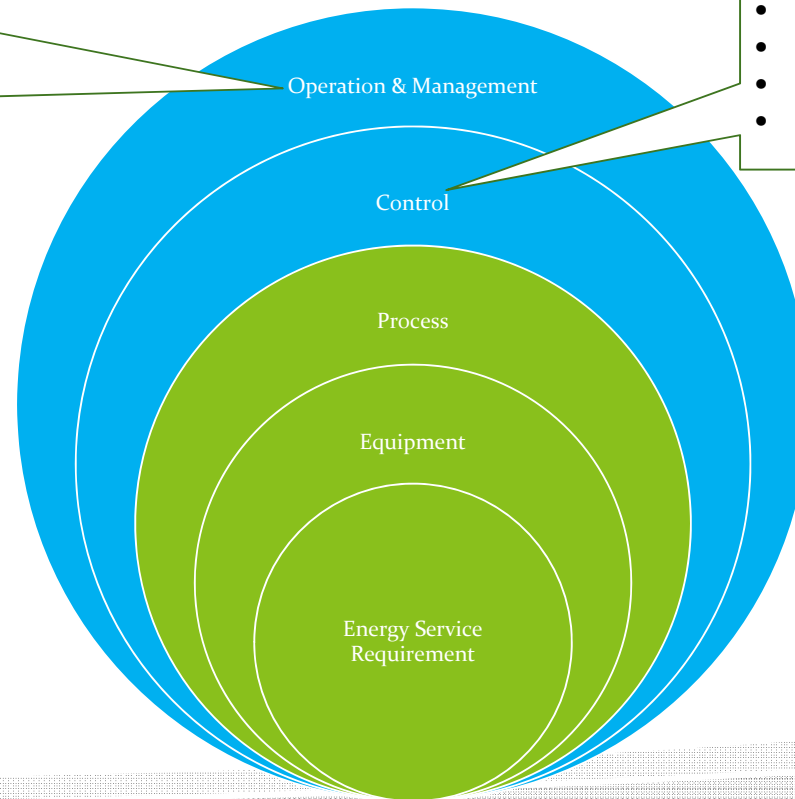 Operation & Management
•
•
•
•
Control
Process
Equipment
Energy Service
Requirement